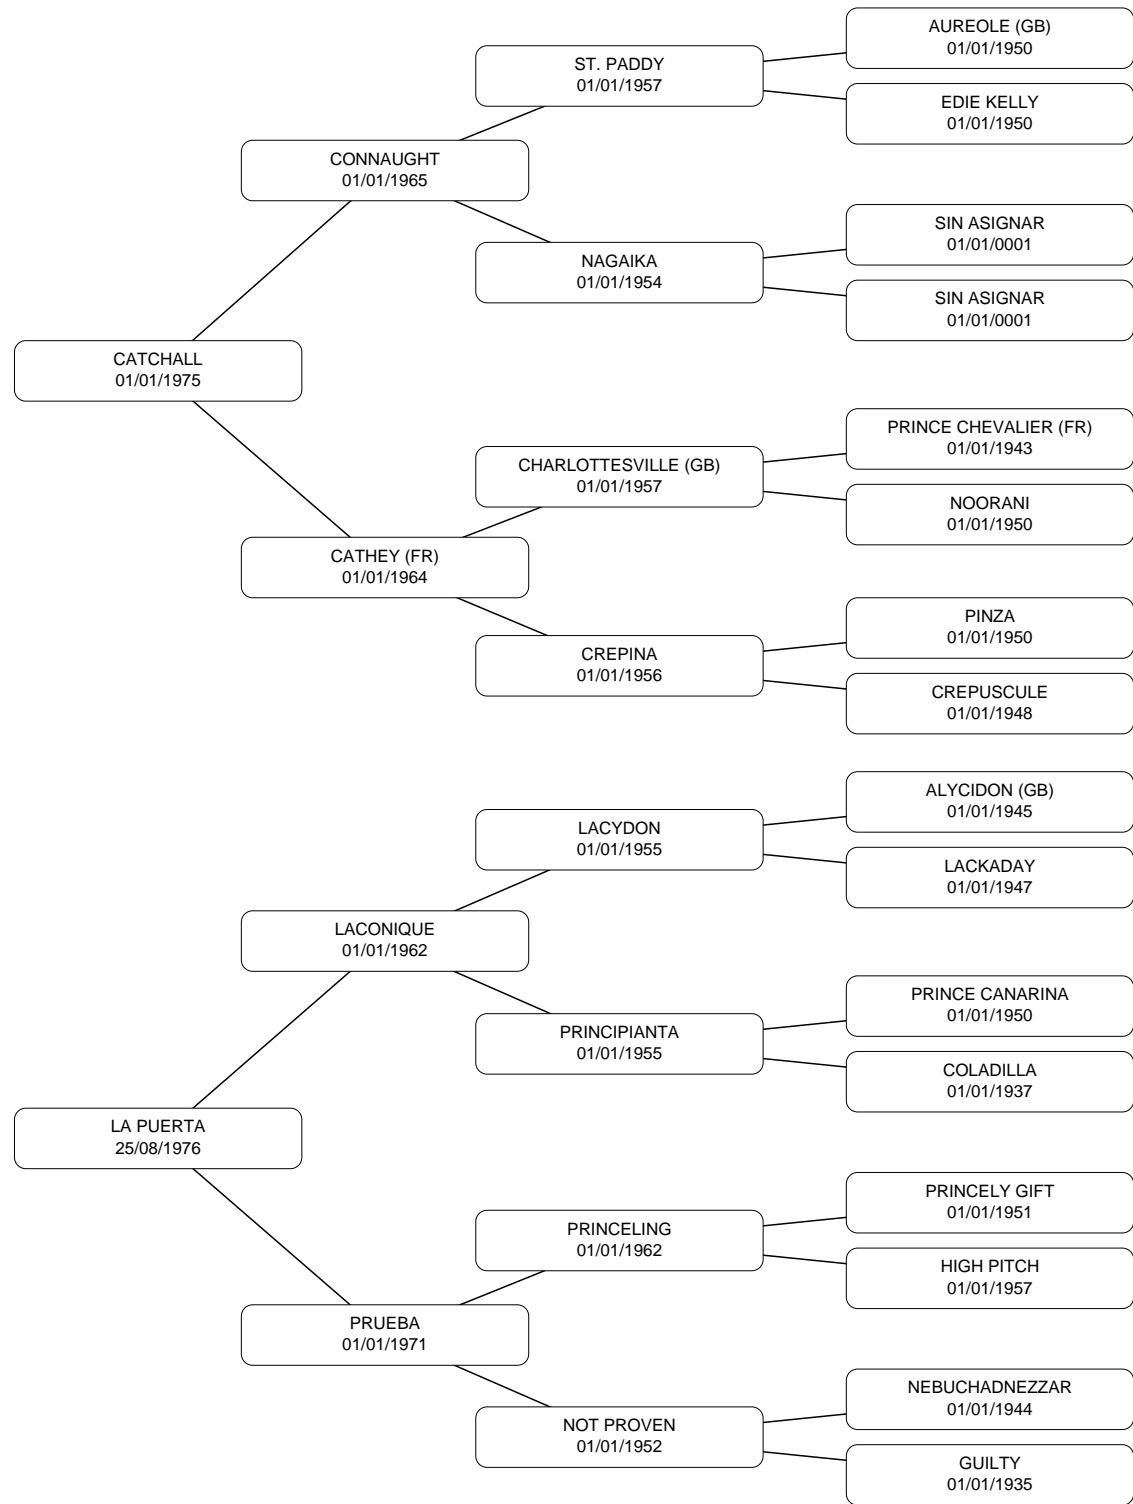 AUREOLE (GB)
01/01/1950
ST. PADDY
01/01/1957
EDIE KELLY
01/01/1950
CONNAUGHT
01/01/1965
SIN ASIGNAR
01/01/0001
NAGAIKA
01/01/1954
SIN ASIGNAR
01/01/0001
CATCHALL
01/01/1975
PRINCE CHEVALIER (FR)
01/01/1943
CHARLOTTESVILLE (GB)
01/01/1957
NOORANI
01/01/1950
CATHEY (FR)
01/01/1964
PINZA
01/01/1950
CREPINA
01/01/1956
CREPUSCULE
01/01/1948
ALYCIDON (GB)
01/01/1945
LACYDON
01/01/1955
LACKADAY
01/01/1947
LACONIQUE
01/01/1962
PRINCE CANARINA
01/01/1950
PRINCIPIANTA
01/01/1955
COLADILLA
01/01/1937
LA PUERTA
25/08/1976
PRINCELY GIFT
01/01/1951
PRINCELING
01/01/1962
HIGH PITCH
01/01/1957
PRUEBA
01/01/1971
NEBUCHADNEZZAR
01/01/1944
NOT PROVEN
01/01/1952
GUILTY
01/01/1935